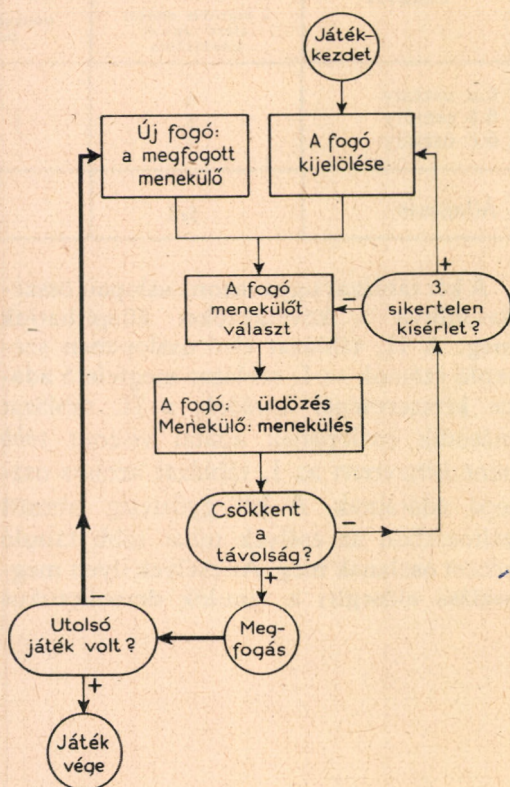 Játék-
kezdet
Új fogó:
a megfogott
menekülő
A fogó
kijelölése
+
A fogó
menekülőt
választ
–
3.
sikertelen
kísérlet?
A fogó: üldözés
Menekülő: menekülés
Csökkent
a
távolság?
–
+
–
Utolsó
játék volt?
Meg-
fogás
+
Játék
vége